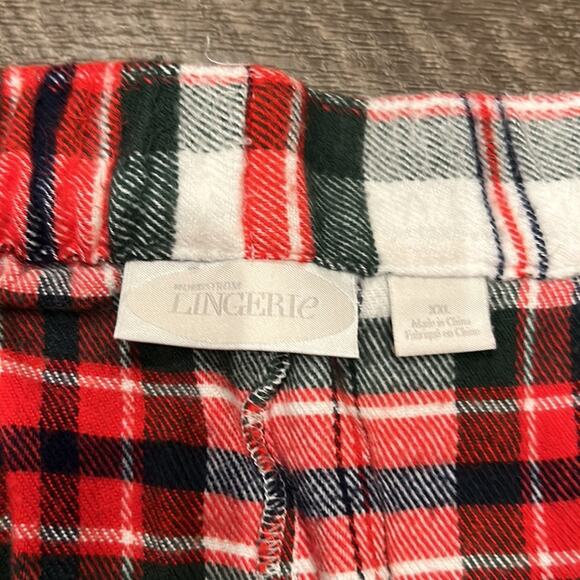 NORDSTROM
LINGERIe
XXL
Made in China
Fabriqué en Chine